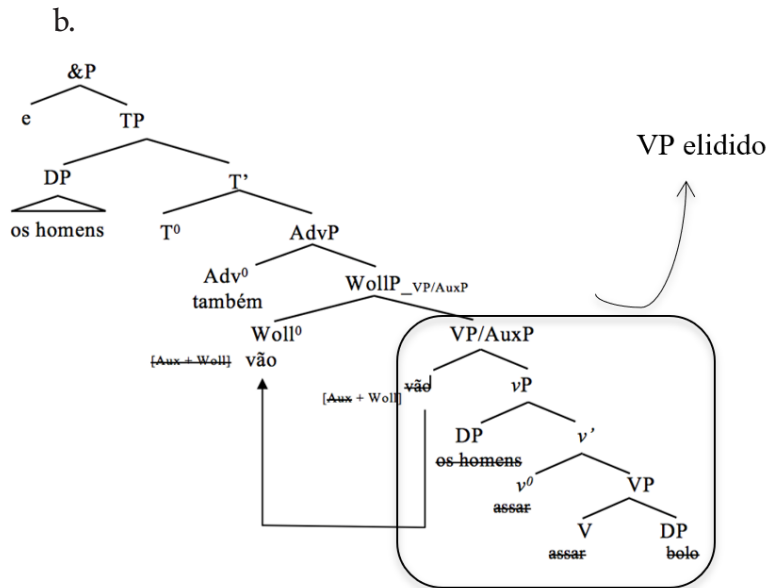 b.
&P
e TP
VP elidido
DP T’
os homens T⁰ AdvP
Adv⁰ WollP_VP/AuxP
também
Woll⁰ VP/AuxP
[Aux + Woll] vão
[Aux + Woll] vão vP
DP v’
os homens v⁰ VP
assar
V DP
assar bolo